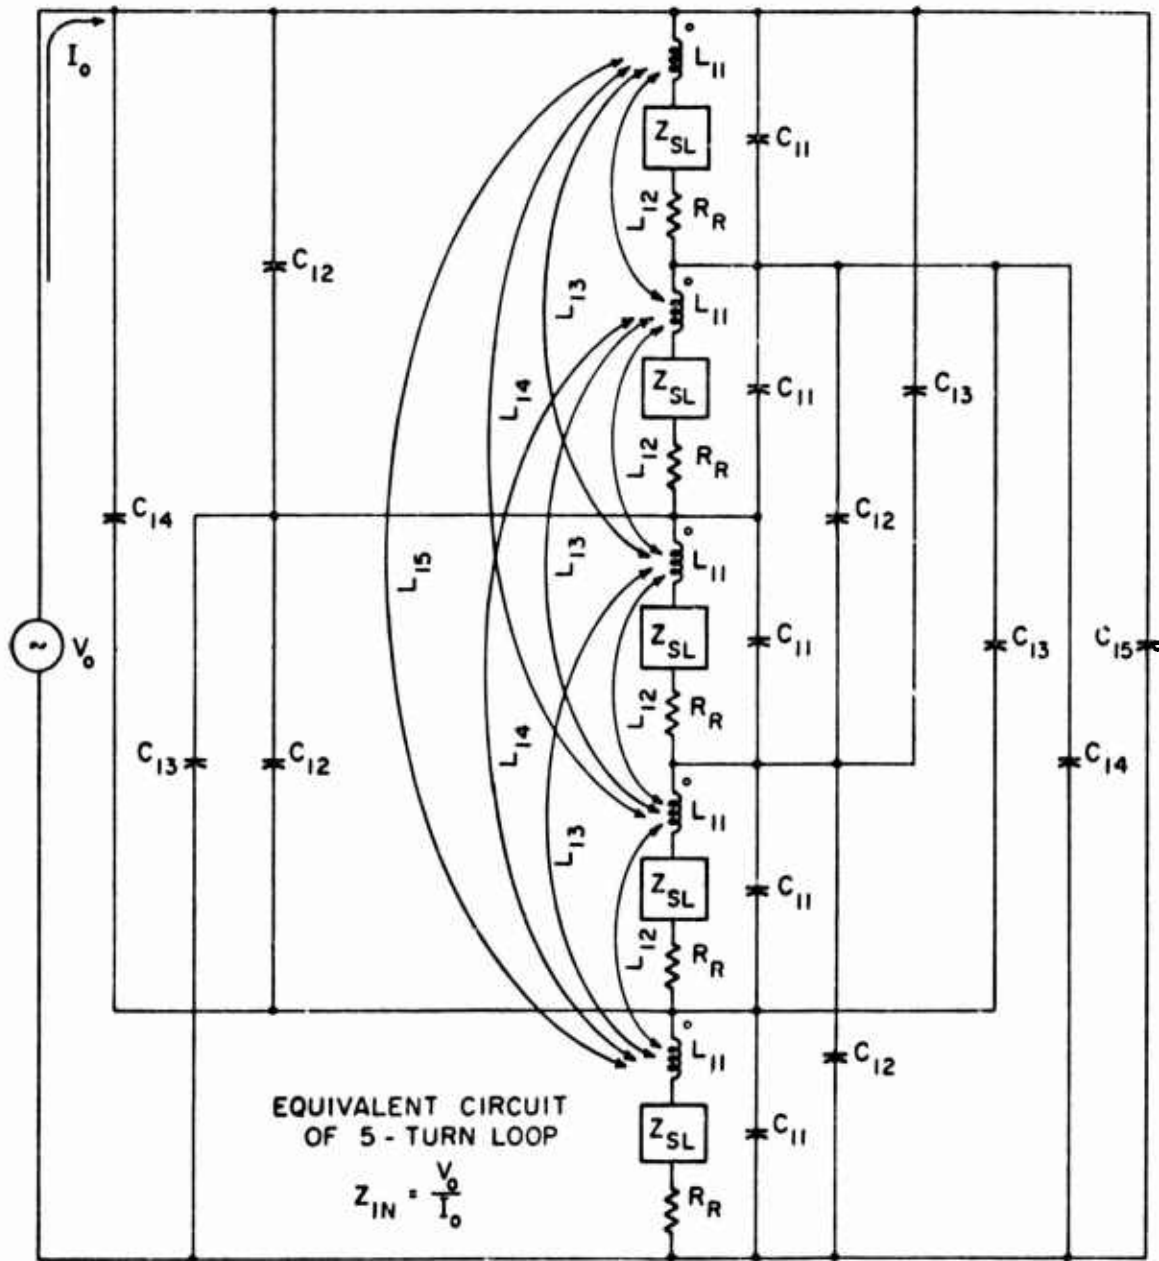 I₀
L₁₁
Z_SL
C₁₁
L₁₂
R_R
C₁₂
L₁₃
L₁₁
L₁₄
Z_SL
C₁₁
C₁₃
L₁₂
R_R
C₁₄
C₁₂
L₁₅
L₁₃
L₁₁
~
V₀
Z_SL
C₁₁
C₁₃
C₁₅
L₁₂
R_R
L₁₄
C₁₃
C₁₂
C₁₄
L₁₁
L₁₃
Z_SL
C₁₁
L₁₂
R_R
L₁₁
C₁₂
EQUIVALENT CIRCUIT
OF 5 - TURN LOOP
Z_SL
C₁₁
Z_IN = V₀/I₀
R_R